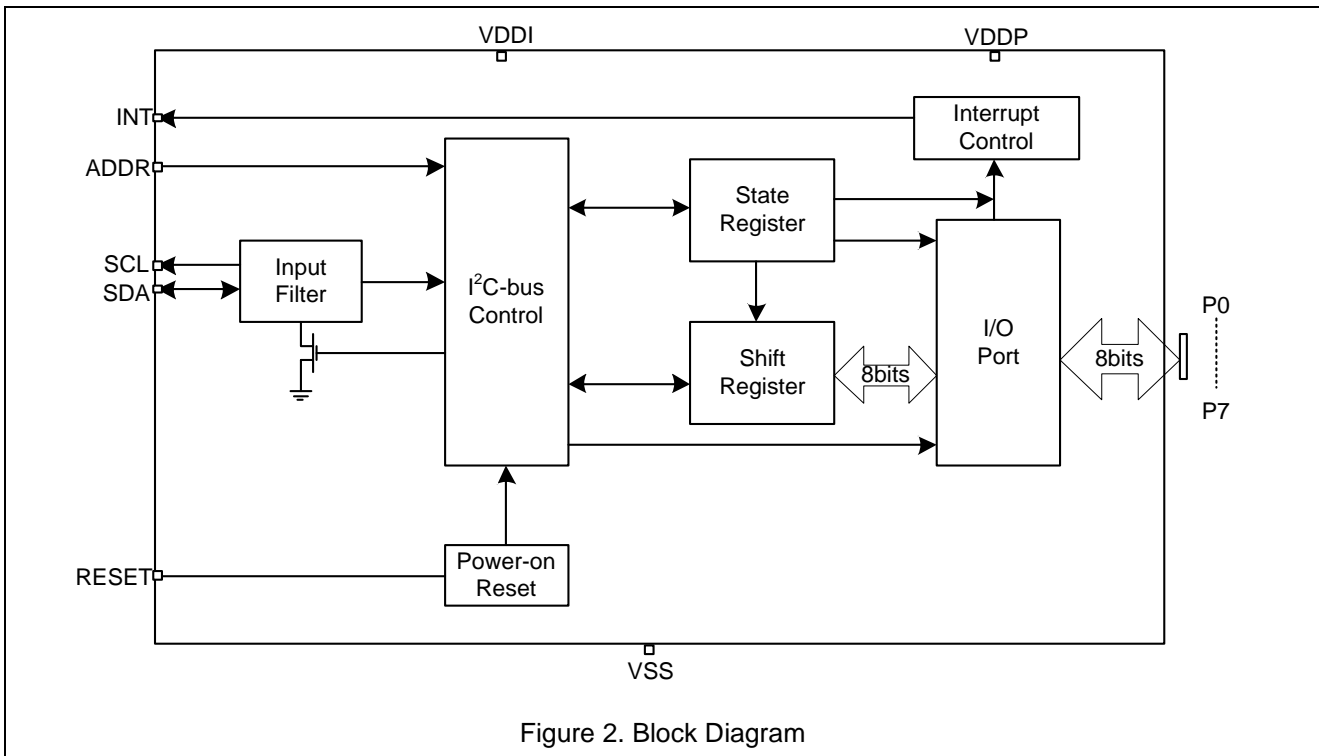 VDDI
VDDP
INT
Interrupt
Control
ADDR
State
Register
SCL
SDA
Input
Filter
I²C-bus
Control
I/O
Port
P0
8bits
P7
Shift
Register
8bits
RESET
Power-on
Reset
VSS
Figure 2. Block Diagram